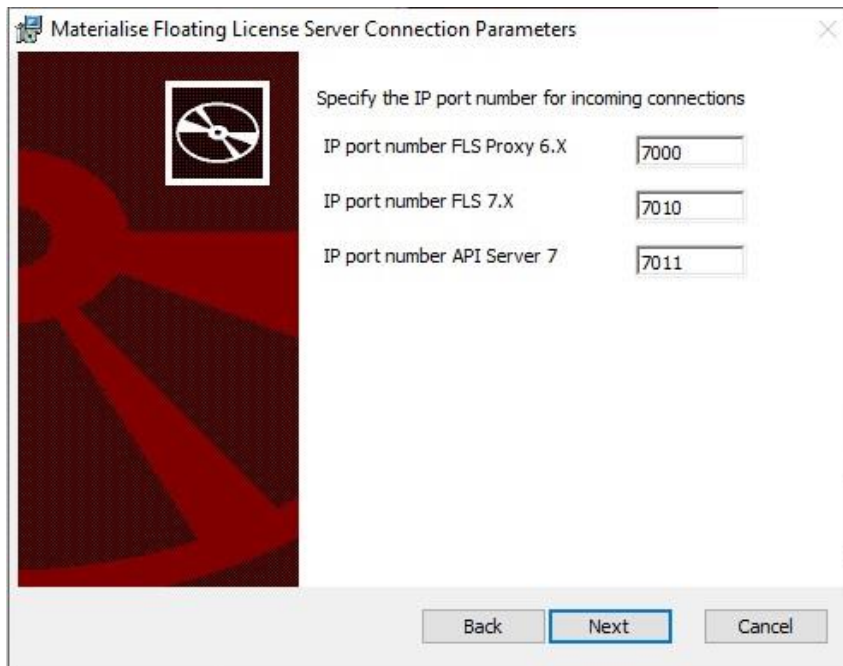 Materialise Floating License Server Connection Parameters
Specify the IP port number for incoming connections
IP port number FLS Proxy 6.X 7000
IP port number FLS 7.X 7010
IP port number API Server 7 7011
Back Next Cancel